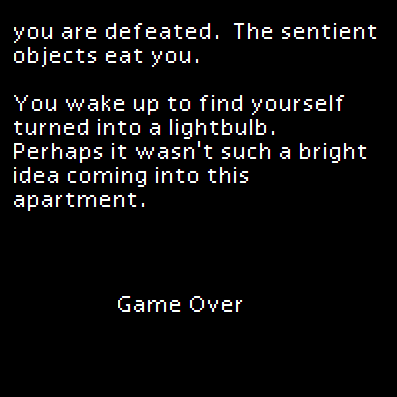 you are defeated.  The sentient
objects eat you.

You wake up to find yourself
turned into a lightbulb.
Perhaps it wasn't such a bright
idea coming into this
apartment.

Game Over